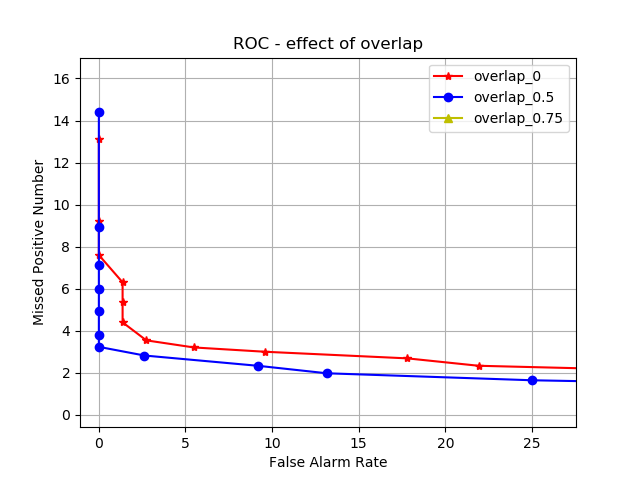 ROC - effect of overlap
overlap_0
overlap_0.5
overlap_0.75
Missed Positive Number
16
14
12
10
8
6
4
2
0
0
5
10
15
20
25
False Alarm Rate